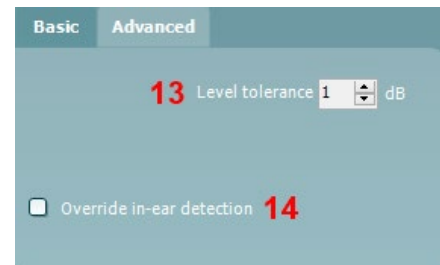 Basic Advanced
13 Level tolerance 1 dB
Override in-ear detection 14